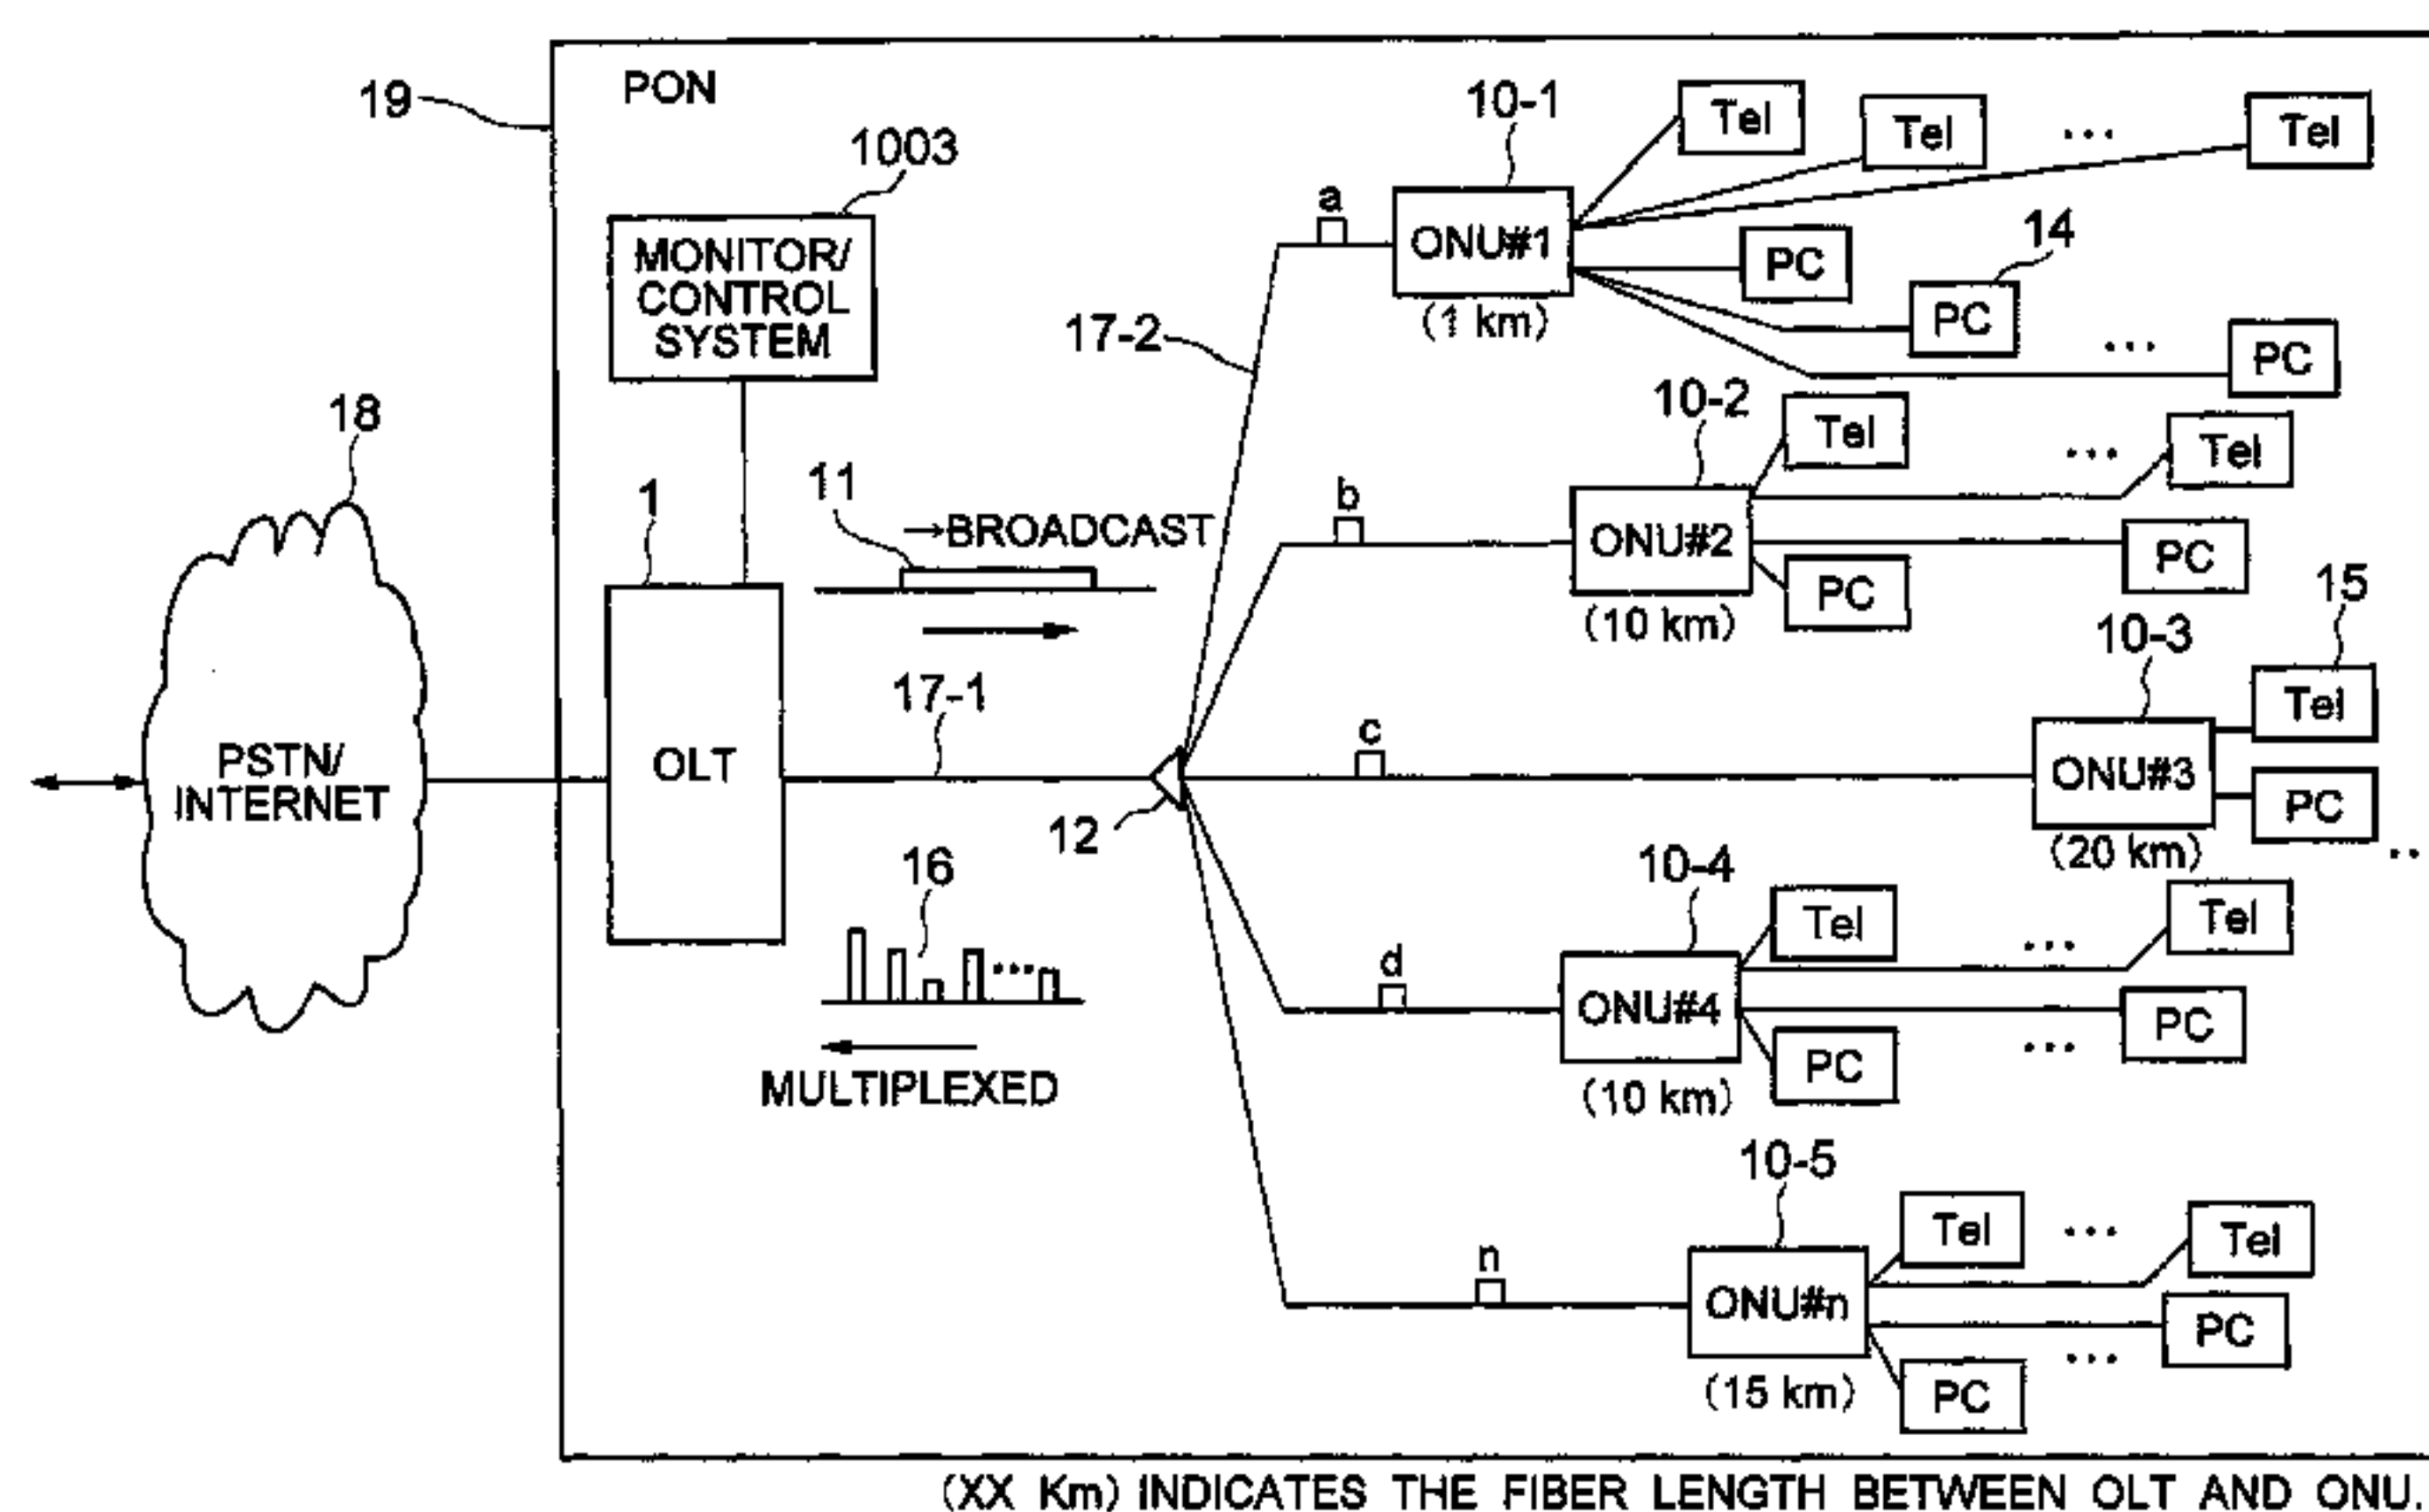 19
PON
1003
MONITOR/
CONTROL
SYSTEM
18
PSTN/
INTERNET
1
OLT
11
→BROADCAST
17-1
17-2
12
16
...
MULTIPLEXED
a
10-1
ONU#1
(1 km)
Tel
Tel
...
Tel
PC
14
PC
...
PC
b
10-2
ONU#2
(10 km)
Tel
...
Tel
PC
PC
c
10-3
ONU#3
(20 km)
15
Tel
PC
..
d
10-4
ONU#4
(10 km)
Tel
...
Tel
PC
...
PC
n
10-5
ONU#n
(15 km)
Tel
...
Tel
PC
...
PC
(XX Km) INDICATES THE FIBER LENGTH BETWEEN OLT AND ONU.